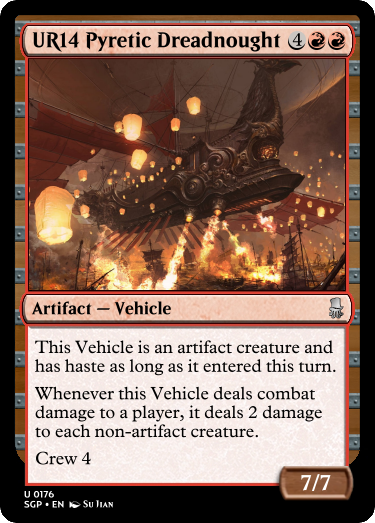 UR14 Pyretic Dreadnought 4
Artifact — Vehicle
This Vehicle is an artifact creature and
has haste as long as it entered this turn.
Whenever this Vehicle deals combat
damage to a player, it deals 2 damage
to each non-artifact creature.
Crew 4
7/7
U 0176
SGP • EN Su Jian